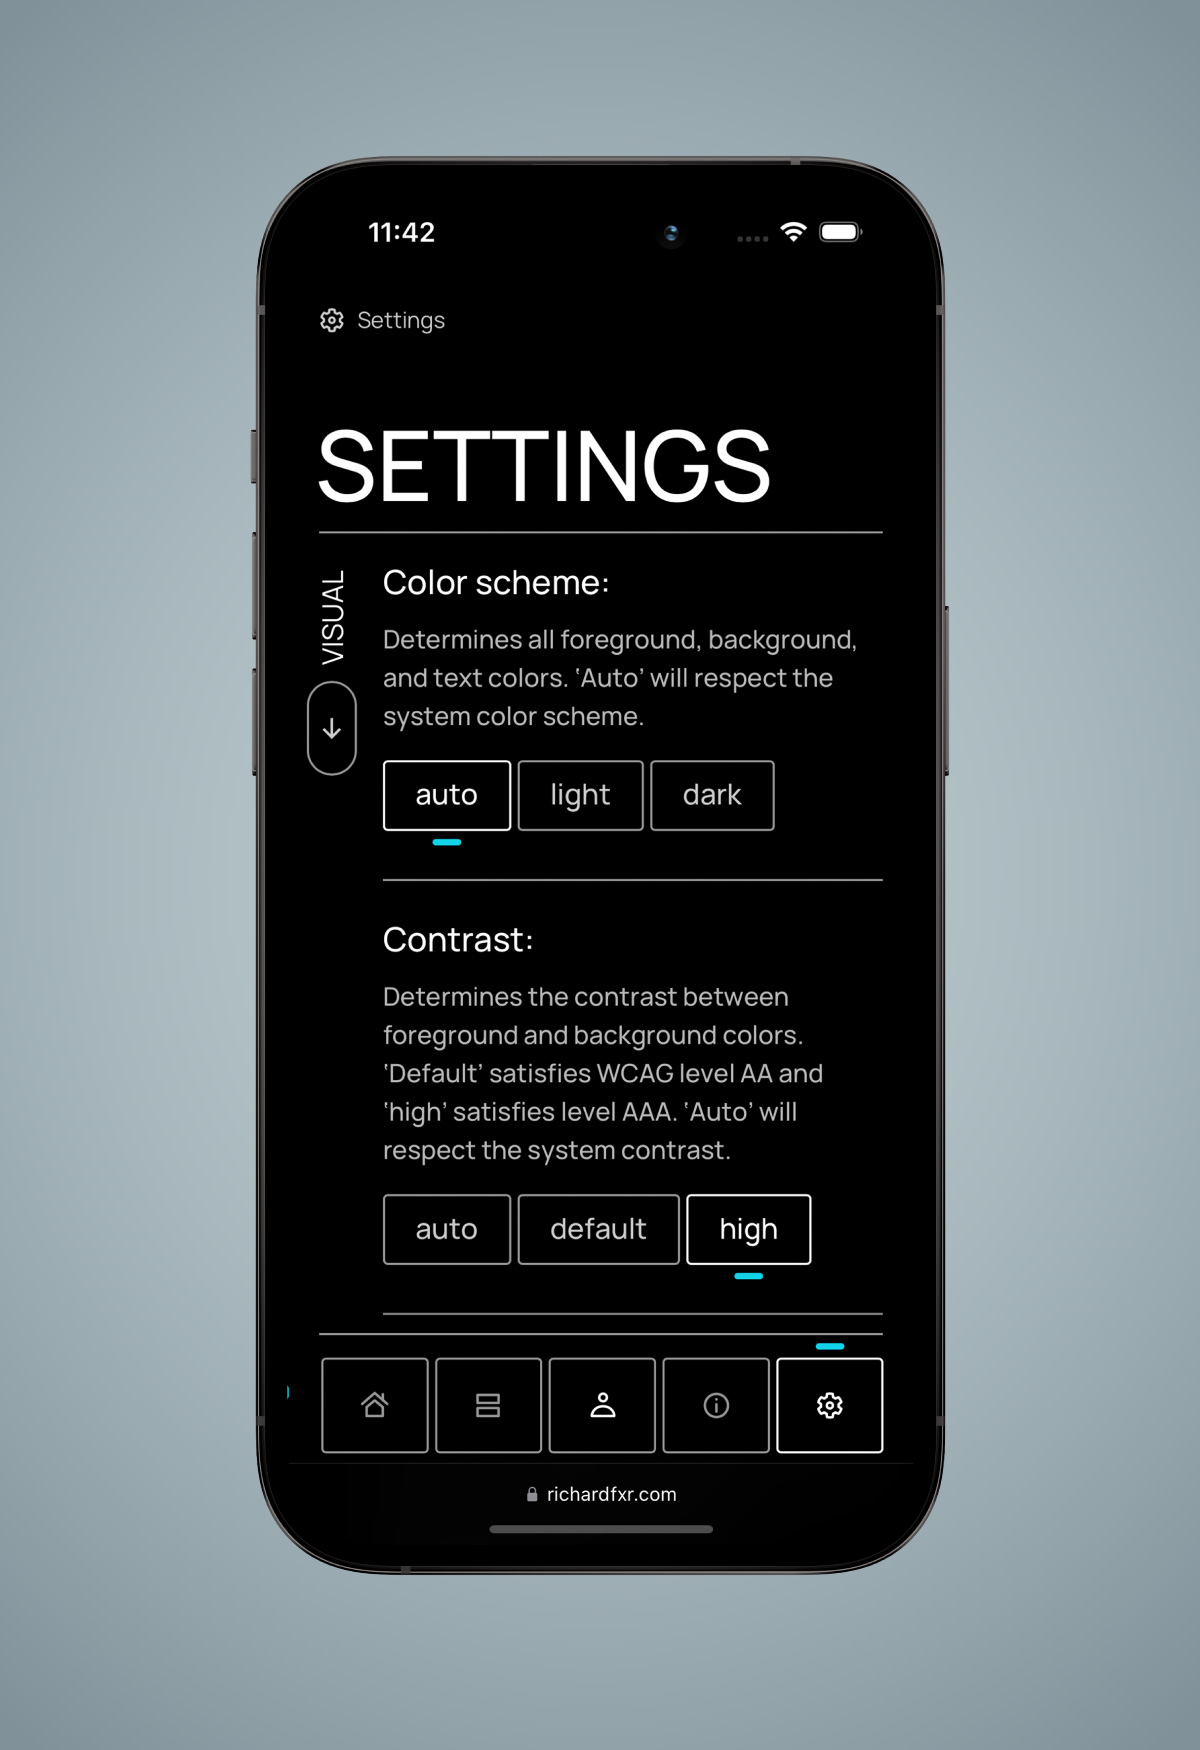 11:42
Settings
SETTINGS
VISUAL
Color scheme:
Determines all foreground, background,
and text colors. ‘Auto’ will respect the
system color scheme.
auto light dark
Contrast:
Determines the contrast between
foreground and background colors.
‘Default’ satisfies WCAG level AA and
‘high’ satisfies level AAA. ‘Auto’ will
respect the system contrast.
auto default high
richardfxr.com